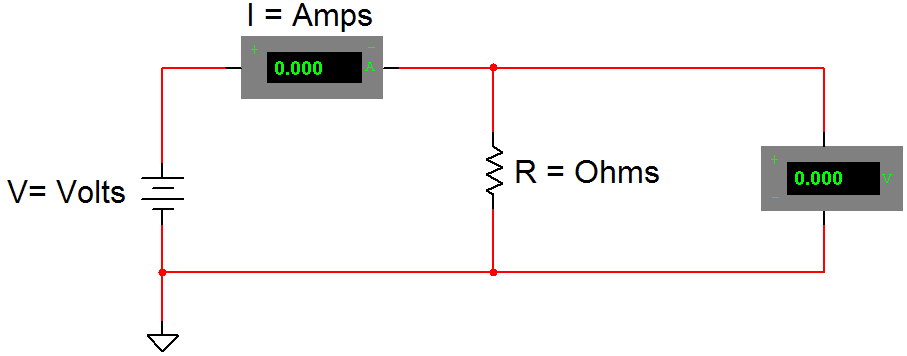 I = Amps
+ −
0.000 A
V= Volts
R = Ohms
+
0.000 V
−